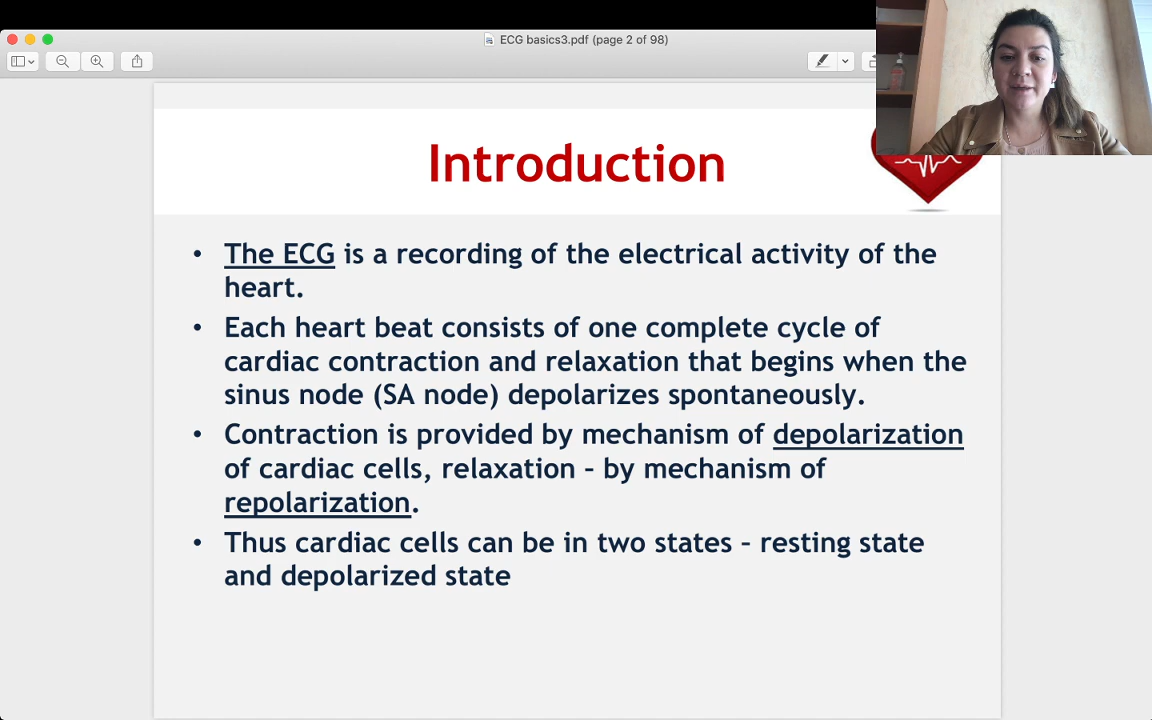 ECG basics3.pdf (page 2 of 98)
Introduction
• The ECG is a recording of the electrical activity of the
heart.
• Each heart beat consists of one complete cycle of
cardiac contraction and relaxation that begins when the
sinus node (SA node) depolarizes spontaneously.
• Contraction is provided by mechanism of depolarization
of cardiac cells, relaxation – by mechanism of
repolarization.
• Thus cardiac cells can be in two states – resting state
and depolarized state